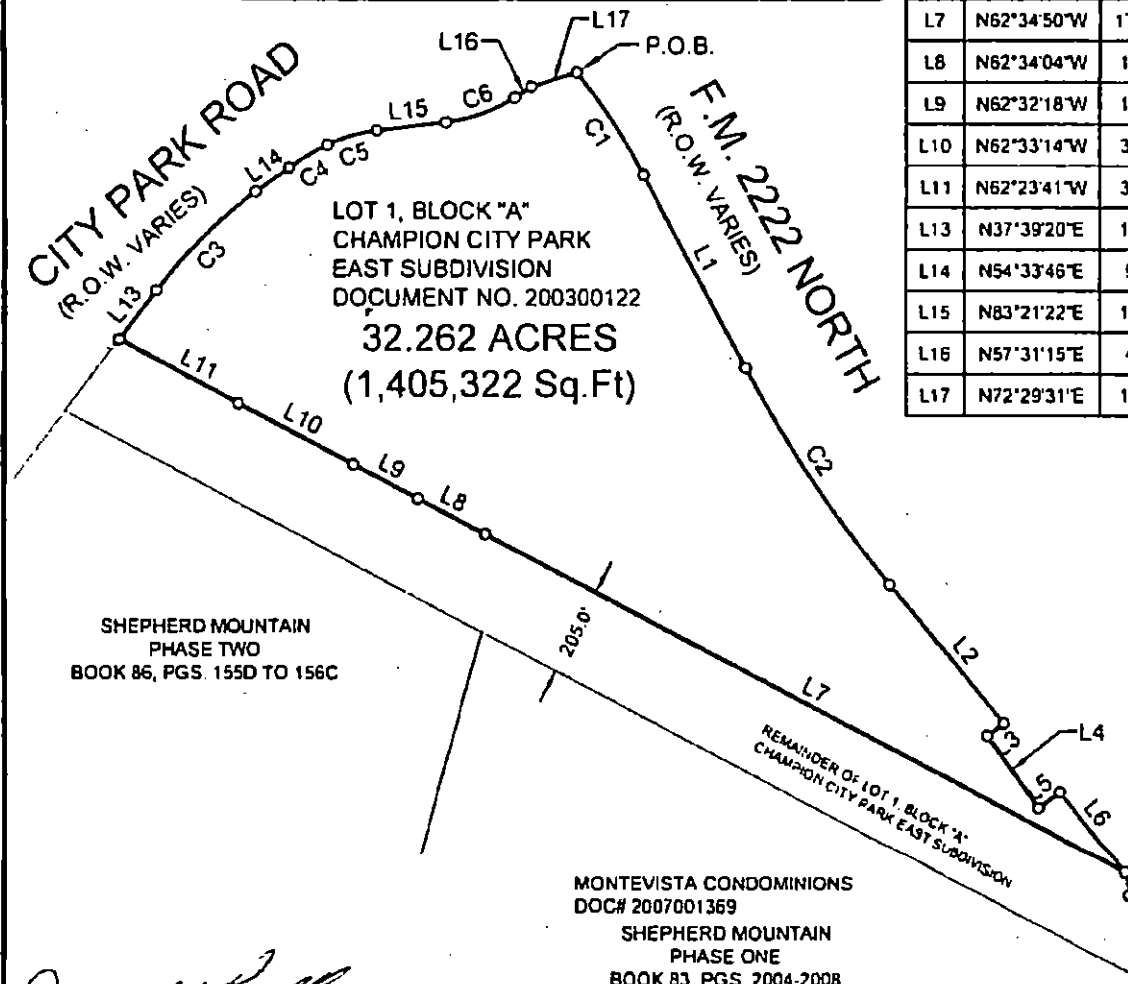 L17
L16
P.O.B.
CITY PARK ROAD
(R.O.W. VARIES)
F.M. 2222 NORTH
(R.O.W. VARIES)
L15
C6
C5
C4
L14
C3
L13
C1
L1
C2
L2
L3
L4
L5
L6
L7
L8
L9
L10
L11
LOT 1, BLOCK "A"
CHAMPION CITY PARK
EAST SUBDIVISION
DOCUMENT NO. 200300122
32.262 ACRES
(1,405,322 Sq.Ft)
L7 N62°34'50"W
L8 N62°34'04"W
L9 N62°32'18"W
L10 N62°33'14"W
L11 N62°23'41"W
L13 N37°39'20"E
L14 N54°33'46"E
L15 N83°21'22"E
L16 N57°31'15"E
L17 N72°29'31"E
205.0'
SHEPHERD MOUNTAIN
PHASE TWO
BOOK 86, PGS. 155D TO 156C
REMAINDER OF LOT 1, BLOCK "A"
CHAMPION CITY PARK EAST SUBDIVISION
MONTEVISTA CONDOMINIONS
DOC# 2007001369
SHEPHERD MOUNTAIN
PHASE ONE
BOOK 83, PGS. 200A-200B